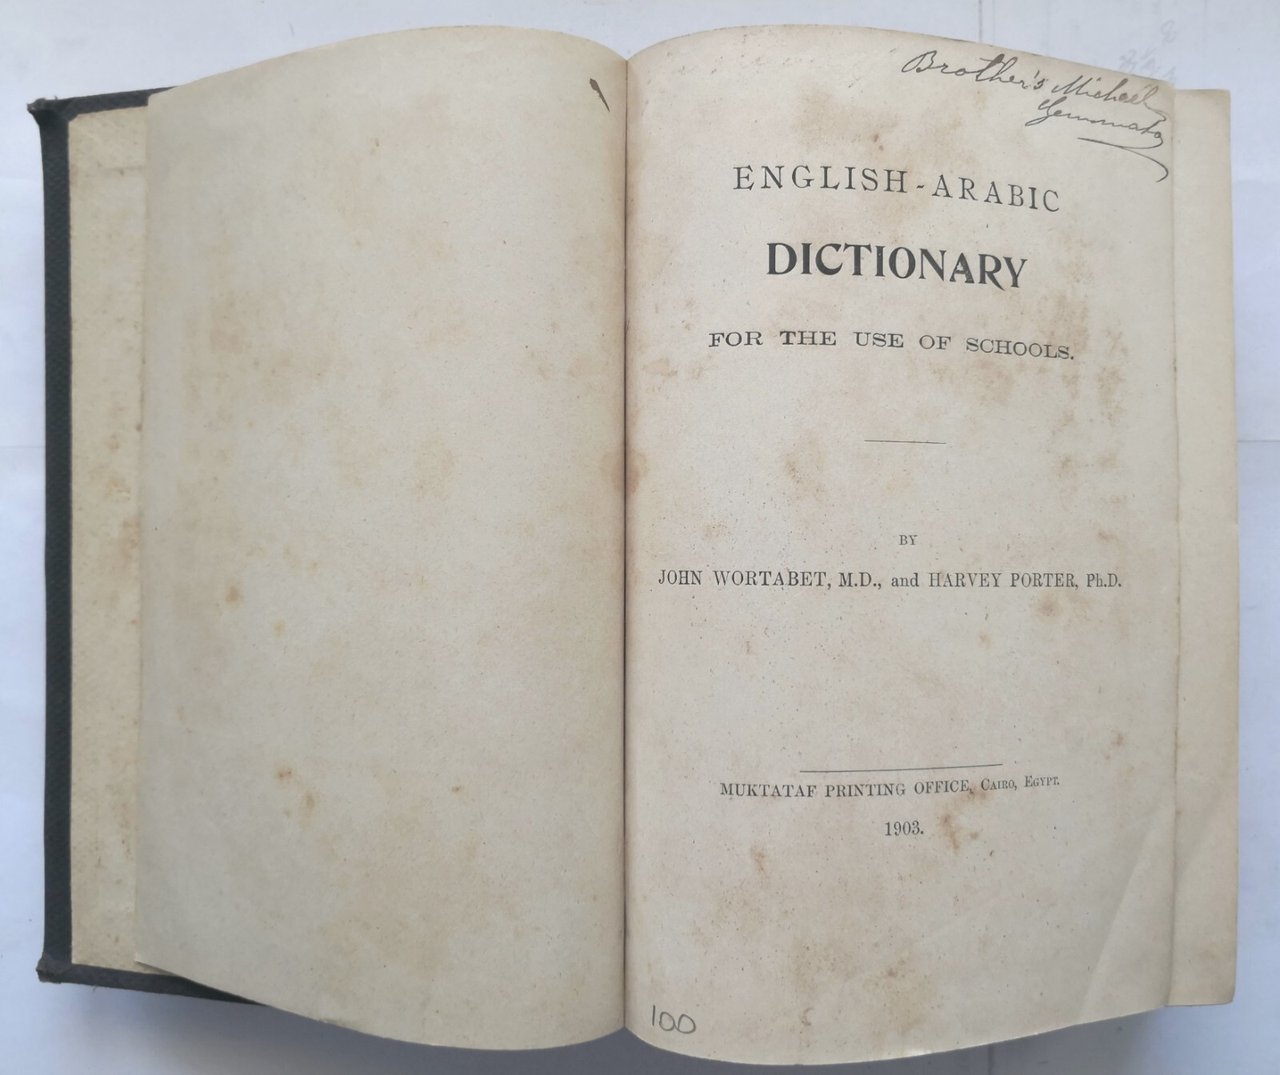 Brother's Michael
ENGLISH-ARABIC
DICTIONARY
FOR THE USE OF SCHOOLS.
BY
JOHN WORTABET, M.D., and HARVEY PORTER, Ph.D.
MUKTATAF PRINTING OFFICE, CAIRO, EGYPT.
1903.
100